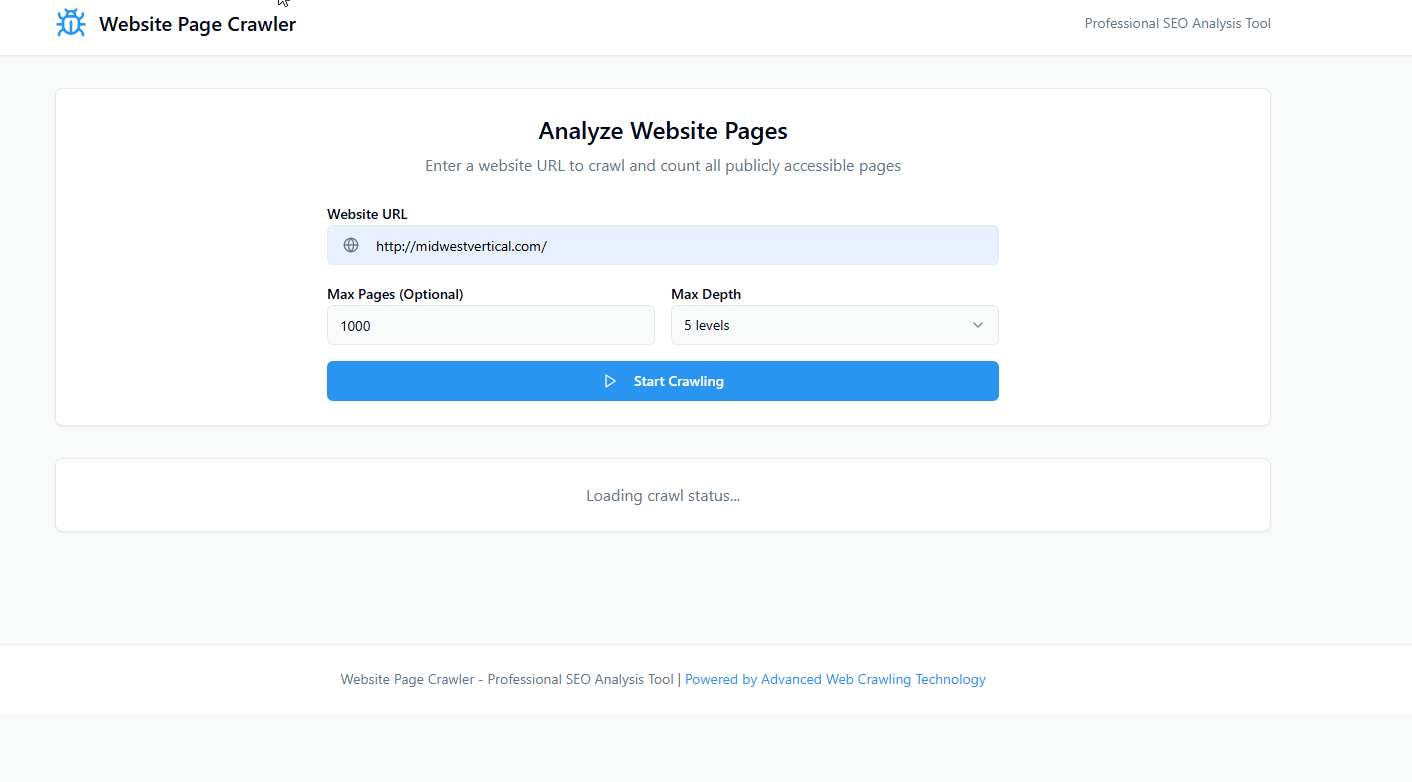 Website Page Crawler
Professional SEO Analysis Tool
Analyze Website Pages
Enter a website URL to crawl and count all publicly accessible pages
Website URL
http://midwestvertical.com/
Max Pages (Optional)
Max Depth
1000
5 levels
Start Crawling
Loading crawl status...
Website Page Crawler - Professional SEO Analysis Tool | Powered by Advanced Web Crawling Technology